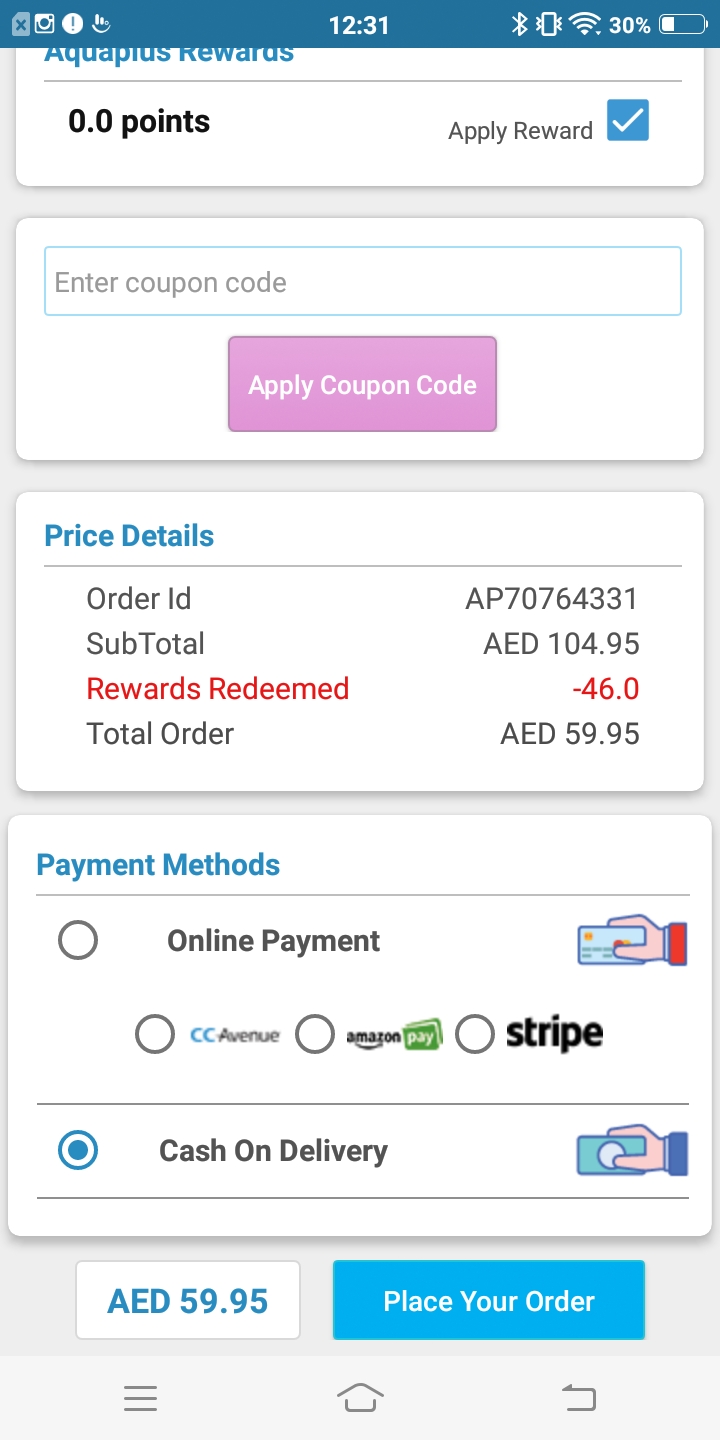 12:31 30%
Aquaplus Rewards
0.0 points Apply Reward
Enter coupon code
Apply Coupon Code
Price Details
Order Id AP70764331
SubTotal AED 104.95
Rewards Redeemed -46.0
Total Order AED 59.95
Payment Methods
Online Payment
CCAvenue amazon pay stripe
Cash On Delivery
AED 59.95 Place Your Order